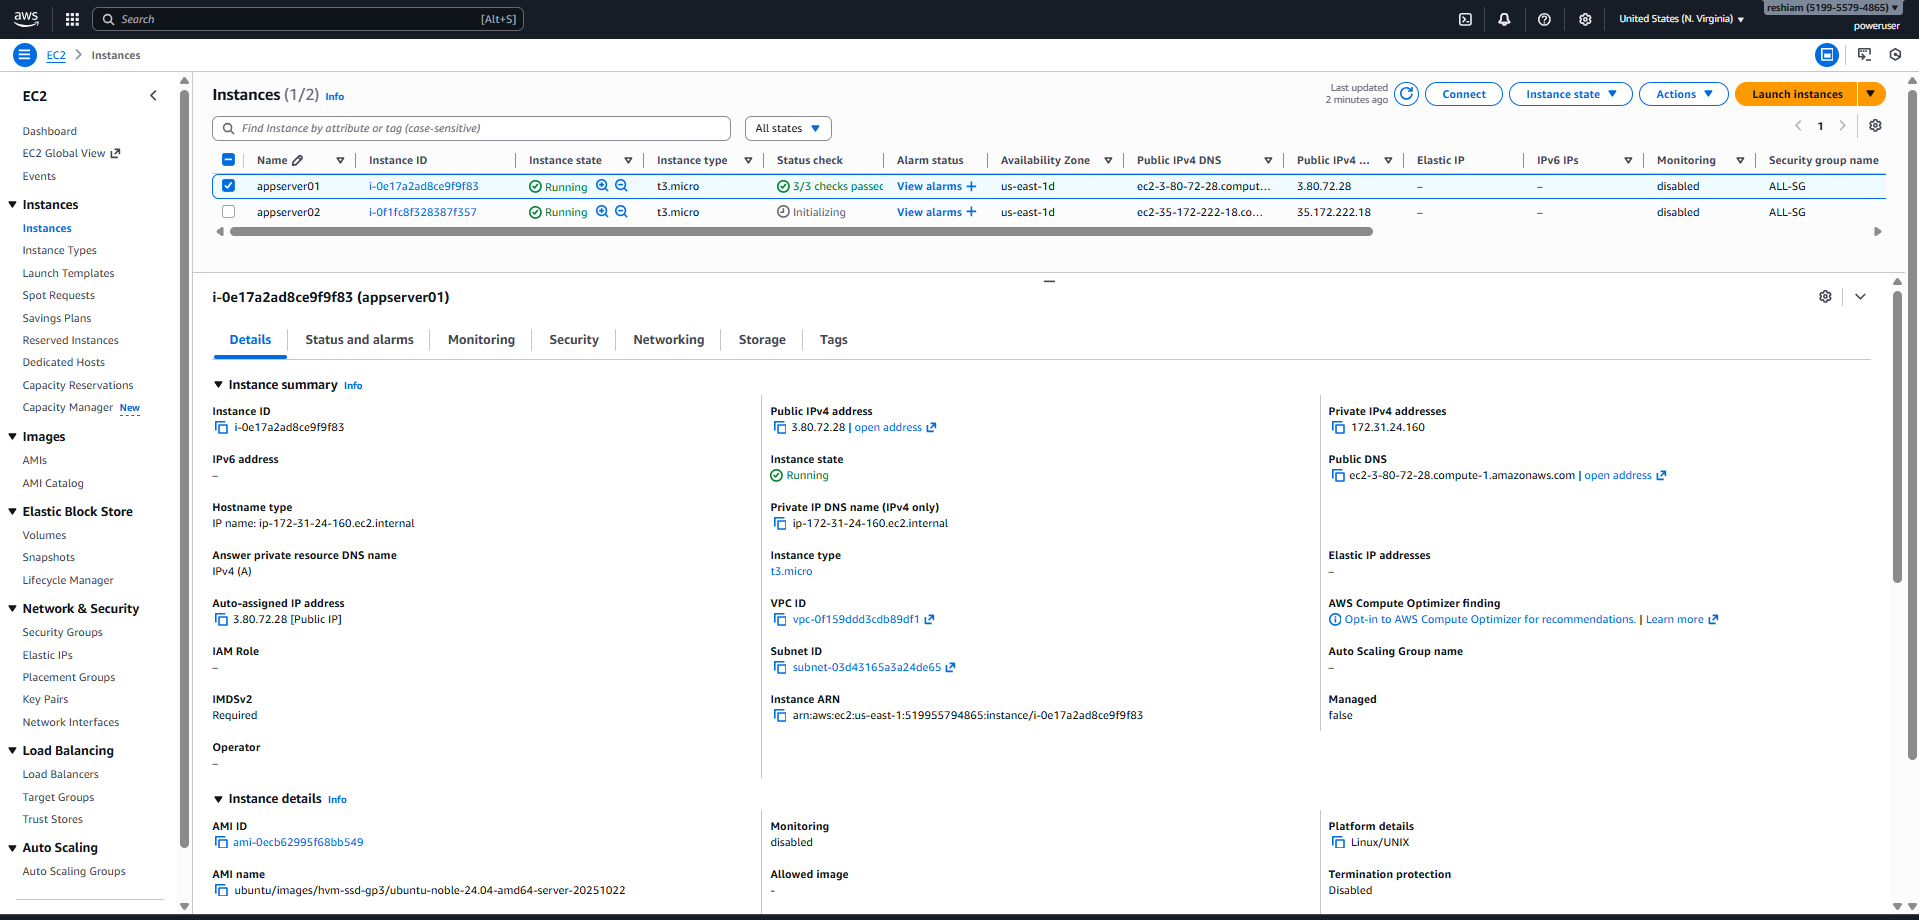 aws
Search [Alt+S]
United States (N. Virginia)
reshiam (5199-5579-4865)
poweruser
EC2 Instances
EC2
Dashboard
EC2 Global View
Events
Instances
Instances
Instance Types
Launch Templates
Spot Requests
Savings Plans
Reserved Instances
Dedicated Hosts
Capacity Reservations
Capacity Manager New
Images
AMIs
AMI Catalog
Elastic Block Store
Volumes
Snapshots
Lifecycle Manager
Network & Security
Security Groups
Elastic IPs
Placement Groups
Key Pairs
Network Interfaces
Load Balancing
Load Balancers
Target Groups
Trust Stores
Auto Scaling
Auto Scaling Groups
Instances (1/2) Info
Last updated
2 minutes ago
Connect Instance state Actions Launch instances
Find Instance by attribute or tag (case-sensitive) All states
1
Name Instance ID Instance state Instance type Status check Alarm status Availability Zone Public IPv4 DNS Public IPv4 ... Elastic IP IPv6 IPs Monitoring Security group name
appserver01 i-0e17a2ad8ce9f9f83 Running t3.micro 3/3 checks passed View alarms + us-east-1d ec2-3-80-72-28.comput... 3.80.72.28 – – disabled ALL-SG
appserver02 i-0f1fc8f328387f357 Running t3.micro Initializing View alarms + us-east-1d ec2-35-172-222-18.co... 35.172.222.18 – – disabled ALL-SG
i-0e17a2ad8ce9f9f83 (appserver01)
Details Status and alarms Monitoring Security Networking Storage Tags
Instance summary Info
Instance ID
i-0e17a2ad8ce9f9f83
Public IPv4 address
3.80.72.28 | open address
Private IPv4 addresses
172.31.24.160
IPv6 address
–
Instance state
Running
Public DNS
ec2-3-80-72-28.compute-1.amazonaws.com | open address
Hostname type
IP name: ip-172-31-24-160.ec2.internal
Private IP DNS name (IPv4 only)
ip-172-31-24-160.ec2.internal
Answer private resource DNS name
IPv4 (A)
Instance type
t3.micro
Elastic IP addresses
–
Auto-assigned IP address
3.80.72.28 [Public IP]
VPC ID
vpc-0f159ddd3cdb89df1
AWS Compute Optimizer finding
Opt-in to AWS Compute Optimizer for recommendations. | Learn more
IAM Role
–
Subnet ID
subnet-03d43165a3a24de65
Auto Scaling Group name
–
IMDSv2
Required
Instance ARN
arn:aws:ec2:us-east-1:519955794865:instance/i-0e17a2ad8ce9f9f83
Managed
false
Operator
–
Instance details Info
AMI ID
ami-0ecb62995f68bb549
Monitoring
disabled
Platform details
Linux/UNIX
AMI name
ubuntu/images/hvm-ssd-gp3/ubuntu-noble-24.04-amd64-server-20251022
Allowed image
-
Termination protection
Disabled